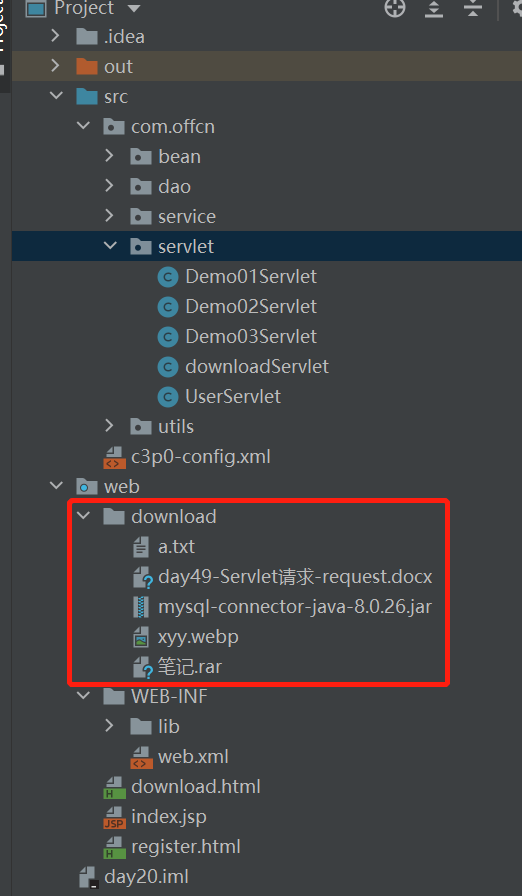 Project
.idea
out
src
com.offcn
bean
dao
service
servlet
Demo01Servlet
Demo02Servlet
Demo03Servlet
downloadServlet
UserServlet
utils
c3p0-config.xml
web
download
a.txt
day49-Servlet请求-request.docx
mysql-connector-java-8.0.26.jar
xyy.webp
笔记.rar
WEB-INF
lib
web.xml
download.html
index.jsp
register.html
day20.iml